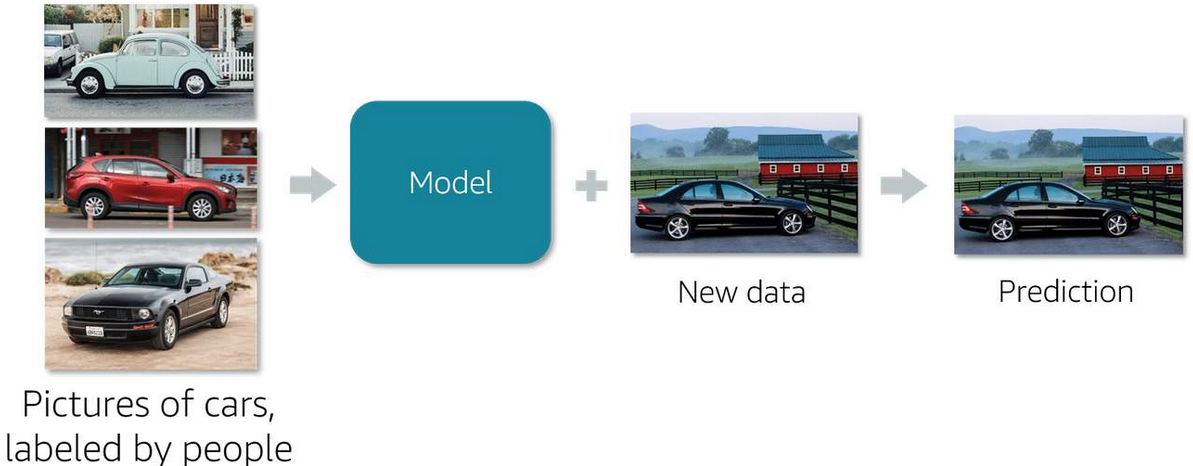 Model
New data
Prediction
Pictures of cars,
labeled by people